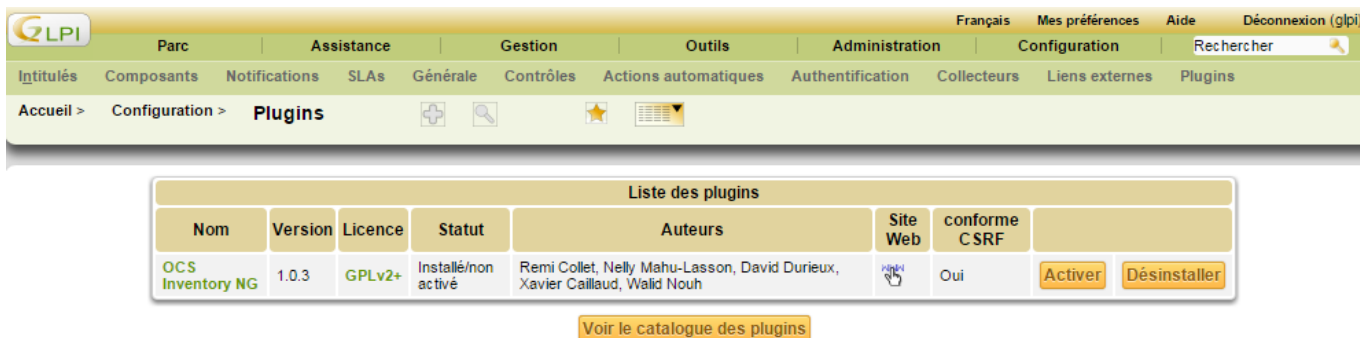 GLPI
Français Mes préférences Aide Déconnexion (glpi)
Parc Assistance Gestion Outils Administration Configuration Rechercher
Intitulés Composants Notifications SLAs Générale Contrôles Actions automatiques Authentification Collecteurs Liens externes Plugins
Accueil > Configuration > Plugins
Liste des plugins
Nom Version Licence Statut Auteurs Site Web conforme CSRF
OCS Inventory NG 1.0.3 GPLv2+ Installé/non activé Remi Collet, Nelly Mahu-Lasson, David Durieux, Xavier Caillaud, Walid Nouh Oui Activer Désinstaller
Voir le catalogue des plugins